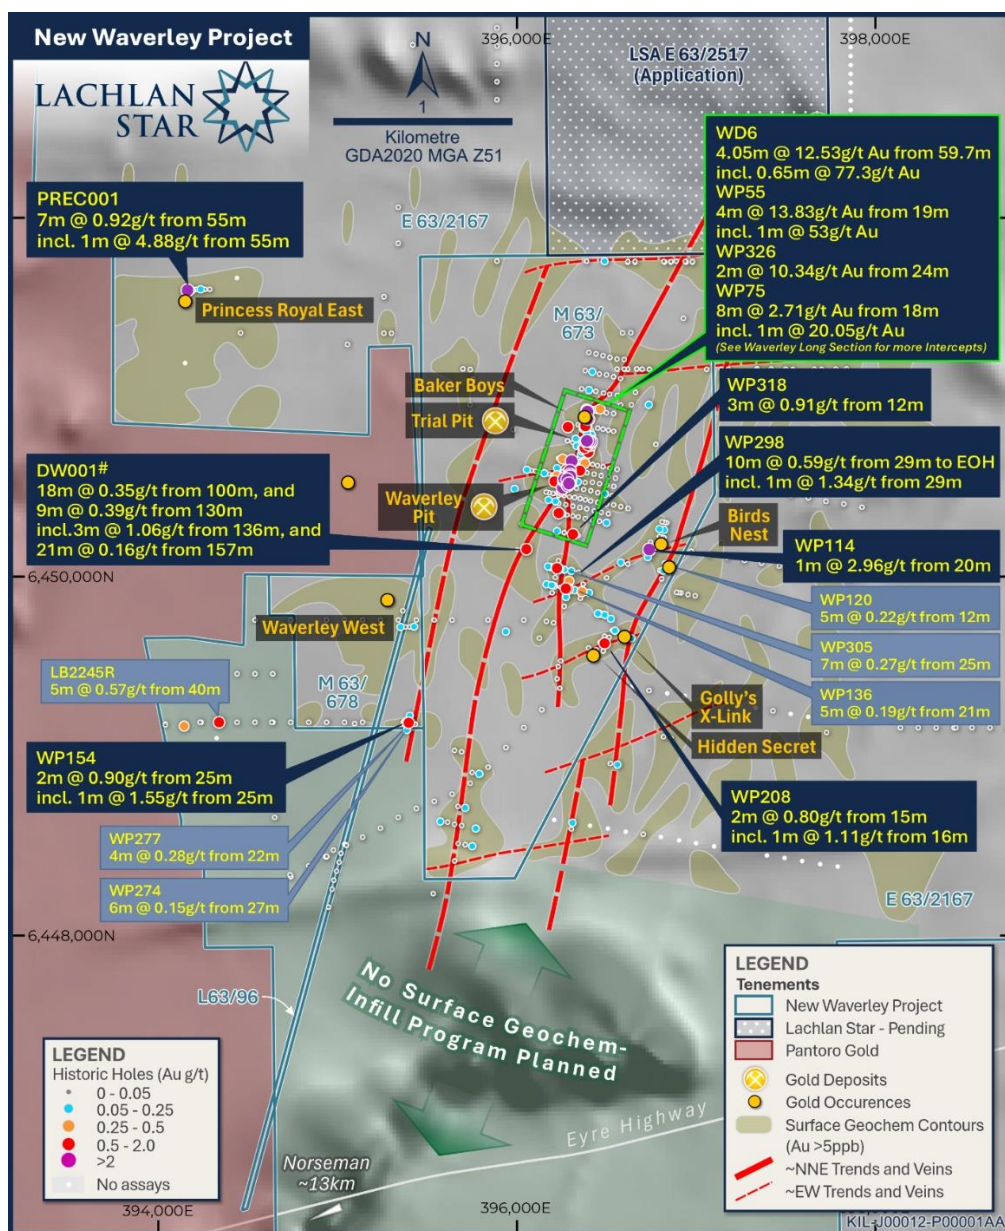 New Waverley Project
LACHLAN
STAR
N
1
Kilometre
GDA2020 MGA Z51
396,000E
398,000E
LSA E 63/2517
(Application)
WD6
4.05m @ 12.53g/t Au from 59.7m
incl. 0.65m @ 77.3g/t Au
WP55
4m @ 13.83g/t Au from 19m
incl. 1m @ 53g/t Au
WP326
2m @ 10.34g/t Au from 24m
WP75
8m @ 2.71g/t Au from 18m
incl. 1m @ 20.05g/t Au
(See Waverley Long Section for more Intercepts)
PREC001
7m @ 0.92g/t from 55m
incl. 1m @ 4.88g/t from 55m
E 63/2167
Princess Royal East
M 63/
673
Baker Boys
Trial Pit
WP318
3m @ 0.91g/t from 12m
DW001#
18m @ 0.35g/t from 100m, and
9m @ 0.39g/t from 130m
incl.3m @ 1.06g/t from 136m, and
21m @ 0.16g/t from 157m
WP298
10m @ 0.59g/t from 29m to EOH
incl. 1m @ 1.34g/t from 29m
Waverley
Pit
Birds
Nest
WP114
1m @ 2.96g/t from 20m
6,450,000N
WP120
5m @ 0.22g/t from 12m
Waverley West
WP305
7m @ 0.27g/t from 25m
LB2245R
5m @ 0.57g/t from 40m
M 63/
678
WP136
5m @ 0.19g/t from 21m
Golly's
X-Link
Hidden Secret
WP154
2m @ 0.90g/t from 25m
incl. 1m @ 1.55g/t from 25m
WP208
2m @ 0.80g/t from 15m
incl. 1m @ 1.11g/t from 16m
WP277
4m @ 0.28g/t from 22m
WP274
6m @ 0.15g/t from 27m
E 63/2167
6,448,000N
No Surface Geochem-
Infill Program Planned
L63/96
LEGEND
Historic Holes (Au g/t)
0 - 0.05
0.05 - 0.25
0.25 - 0.5
0.5 - 2.0
>2
No assays
LEGEND
Tenements
New Waverley Project
Lachlan Star - Pending
Pantoro Gold
Gold Deposits
Gold Occurences
Surface Geochem Contours
(Au >5ppb)
~NNE Trends and Veins
~EW Trends and Veins
Eyre Highway
Norseman
~13km
394,000E
396,000E
KIL-J00012-P00001AA